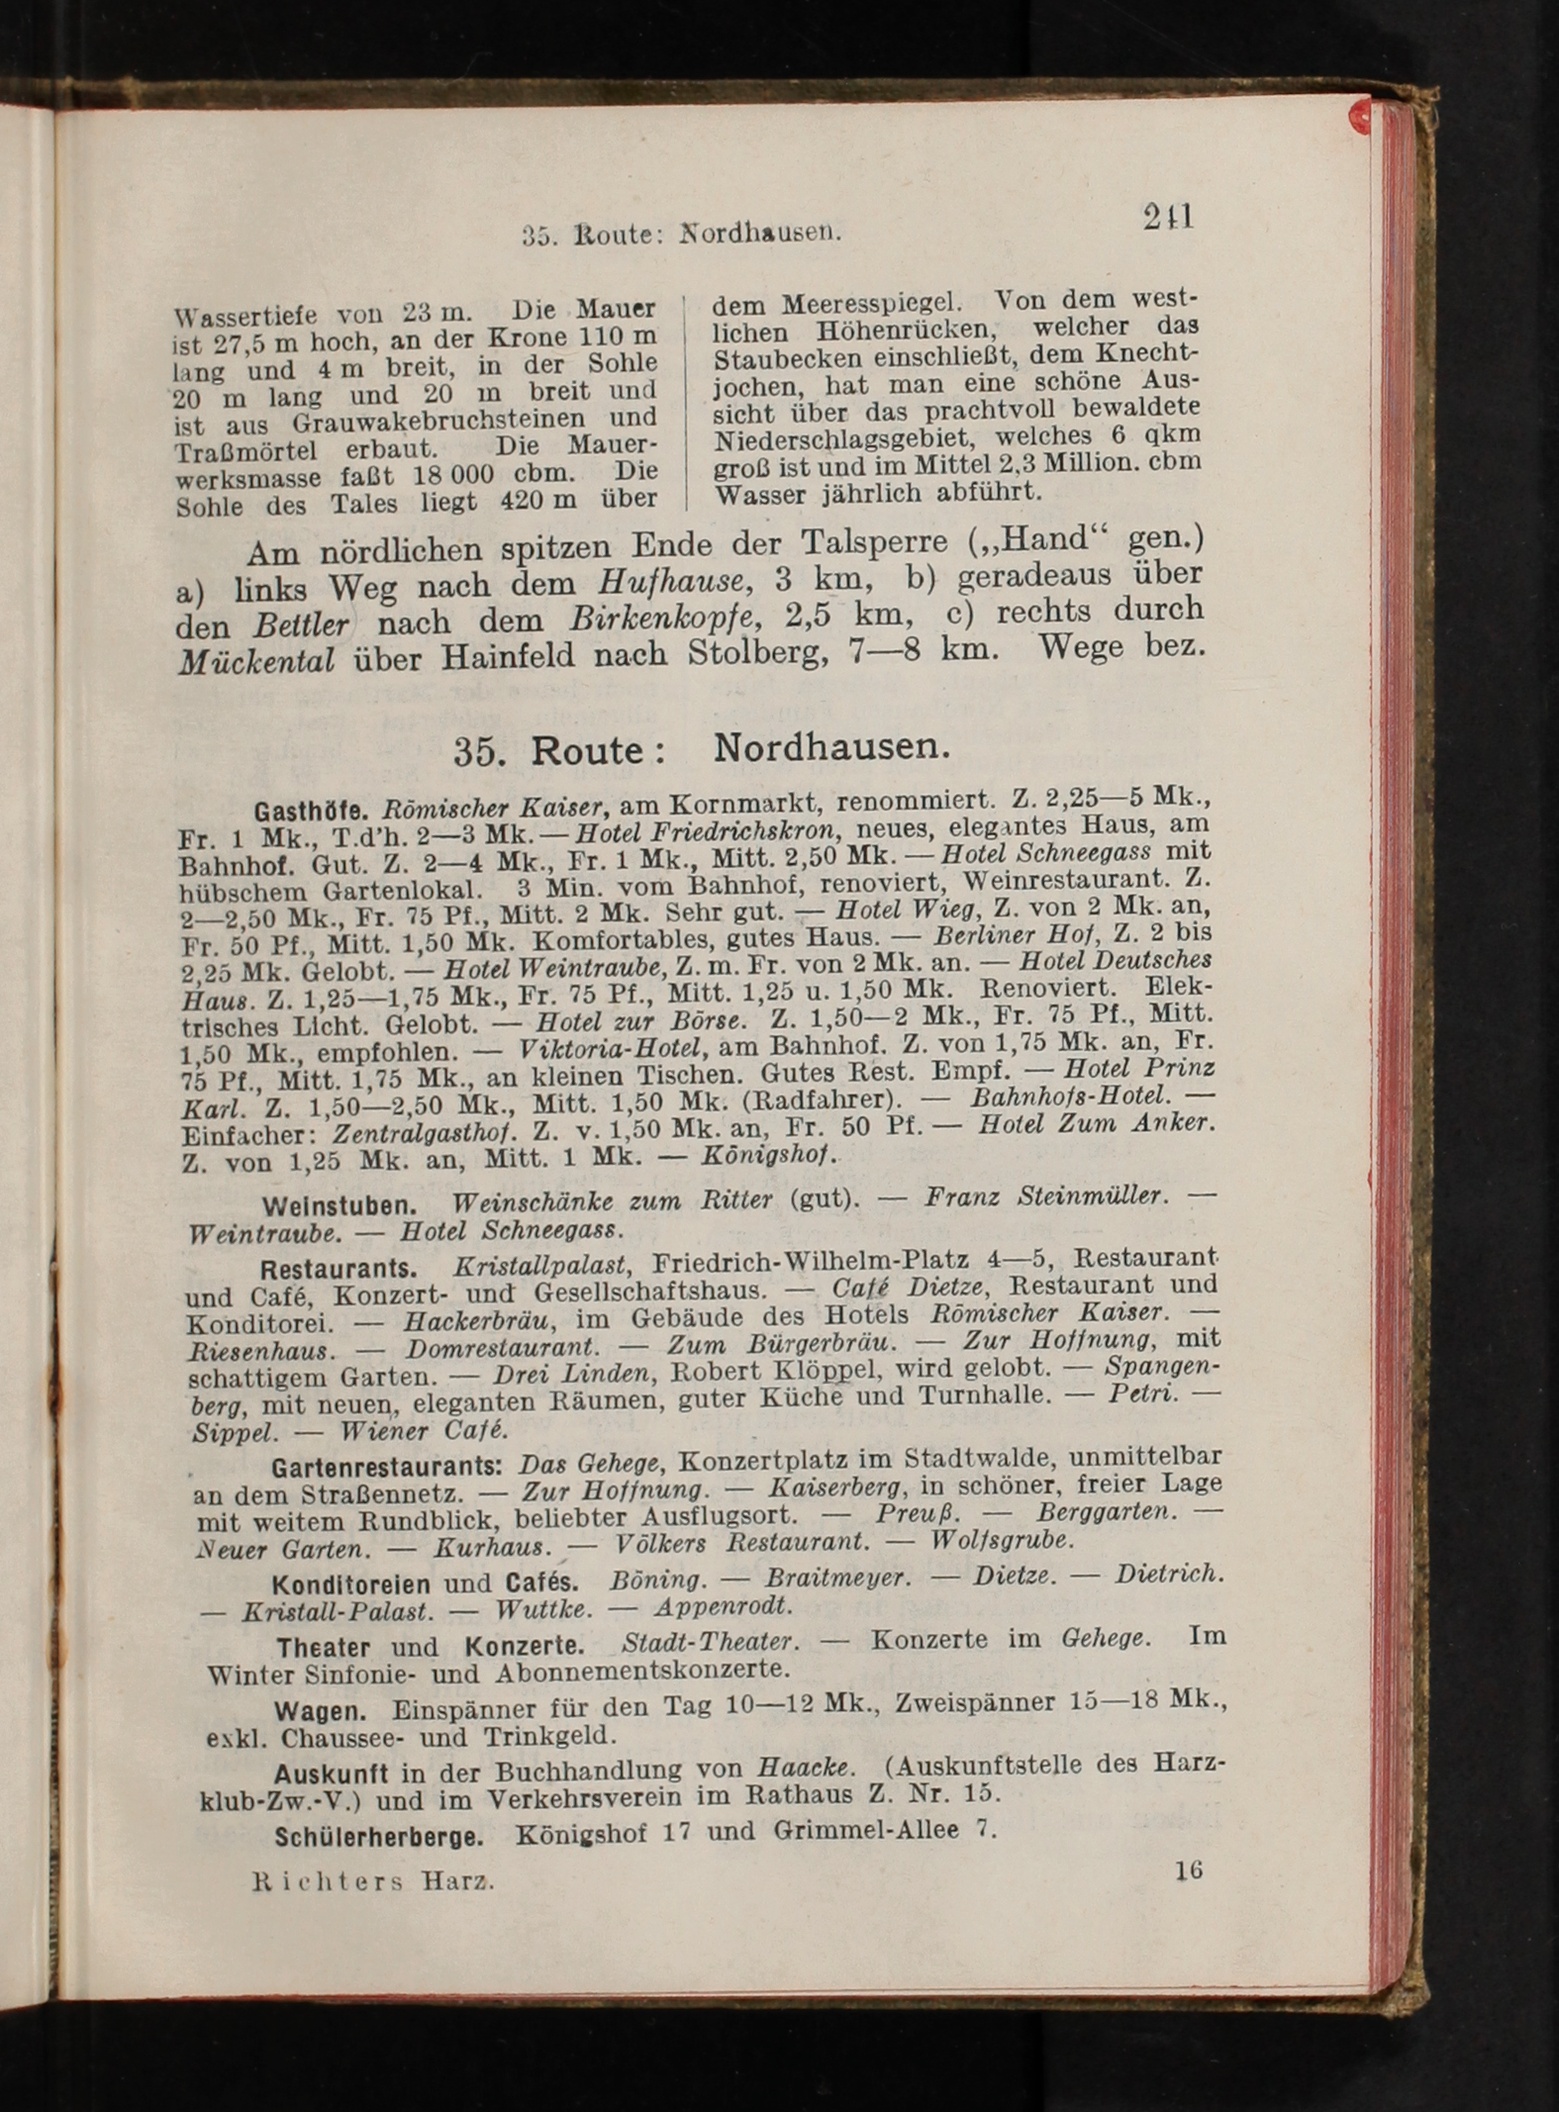 35. Route: Nordhausen.
241
Wassertiefe von 23 m. Die Mauer
ist 27,5 m hoch, an der Krone 110 m
lang und 4 m breit, in der Sohle
20 m lang und 20 m breit und
ist aus Grauwakebruchsteinen und
Traßmörtel erbaut. Die Mauer-
werksmasse faßt 18 000 cbm. Die
Sohle des Tales liegt 420 m über
dem Meeresspiegel. Von dem west-
lichen Höhenrücken, welcher das
Staubecken einschließt, dem Knecht-
jochen, hat man eine schöne Aus-
sicht über das prachtvoll bewaldete
Niederschlagsgebiet, welches 6 qkm
groß ist und im Mittel 2,3 Million. cbm
Wasser jährlich abführt.
Am nördlichen spitzen Ende der Talsperre („Hand“ gen.)
a) links Weg nach dem Hufhause, 3 km, b) geradeaus über
den Bettler nach dem Birkenkopfe, 2,5 km, c) rechts durch
Mückental über Hainfeld nach Stolberg, 7—8 km. Wege bez.
35. Route: Nordhausen.
Gasthöfe. Römischer Kaiser, am Kornmarkt, renommiert. Z. 2,25—5 Mk.,
Fr. 1 Mk., T.d'h. 2—3 Mk. — Hotel Friedrichskron, neues, elegantes Haus, am
Bahnhof. Gut. Z. 2—4 Mk., Fr. 1 Mk., Mitt. 2,50 Mk. — Hotel Schneegass mit
hübschem Gartenlokal. 3 Min. vom Bahnhof, renoviert, Weinrestaurant. Z.
2—2,50 Mk., Fr. 75 Pf., Mitt. 2 Mk. Sehr gut. — Hotel Wieg, Z. von 2 Mk. an,
Fr. 50 Pf., Mitt. 1,50 Mk. Komfortables, gutes Haus. — Berliner Hof, Z. 2 bis
2,25 Mk. Gelobt. — Hotel Weintraube, Z. m. Fr. von 2 Mk. an. — Hotel Deutsches
Haus. Z. 1,25—1,75 Mk., Fr. 75 Pf., Mitt. 1,25 u. 1,50 Mk. Renoviert. Elek-
trisches Licht. Gelobt. — Hotel zur Börse. Z. 1,50—2 Mk., Fr. 75 Pf., Mitt.
1,50 Mk., empfohlen. — Viktoria-Hotel, am Bahnhof. Z. von 1,75 Mk. an, Fr.
75 Pf., Mitt. 1,75 Mk., an kleinen Tischen. Gutes Rest. Empf. — Hotel Prinz
Karl. Z. 1,50—2,50 Mk., Mitt. 1,50 Mk. (Radfahrer). — Bahnhofs-Hotel. —
Einfacher: Zentralgasthof. Z. v. 1,50 Mk. an, Fr. 50 Pf. — Hotel Zum Anker.
Z. von 1,25 Mk. an, Mitt. 1 Mk. — Königshof.
Weinstuben. Weinschänke zum Ritter (gut). — Franz Steinmüller. —
Weintraube. — Hotel Schneegass.
Restaurants. Kristallpalast, Friedrich-Wilhelm-Platz 4—5, Restaurant
und Café, Konzert- und Gesellschaftshaus. — Café Dietze, Restaurant und
Konditorei. — Hackerbräu, im Gebäude des Hotels Römischer Kaiser. —
Riesenhaus. — Domrestaurant. — Zum Bürgerbräu. — Zur Hoffnung, mit
schattigem Garten. — Drei Linden, Robert Klöppel, wird gelobt. — Spangen-
berg, mit neuen, eleganten Räumen, guter Küche und Turnhalle. — Petri. —
Sippel. — Wiener Café.
Gartenrestaurants: Das Gehege, Konzertplatz im Stadtwalde, unmittelbar
an dem Straßennetz. — Zur Hoffnung. — Kaiserberg, in schöner, freier Lage
mit weitem Rundblick, beliebter Ausflugsort. — Preuß. — Berggarten. —
Neuer Garten. — Kurhaus. — Völkers Restaurant. — Wolfsgrube.
Konditoreien und Cafés. Böning. — Braitmeyer. — Dietze. — Dietrich.
— Kristall-Palast. — Wuttke. — Appenrodt.
Theater und Konzerte. Stadt-Theater. — Konzerte im Gehege. Im
Winter Sinfonie- und Abonnementskonzerte.
Wagen. Einspänner für den Tag 10—12 Mk., Zweispänner 15—18 Mk.,
exkl. Chaussee- und Trinkgeld.
Auskunft in der Buchhandlung von Haacke. (Auskunftstelle des Harz-
klub-Zw.-V.) und im Verkehrsverein im Rathaus Z. Nr. 15.
Schülerherberge. Königshof 17 und Grimmel-Allee 7.
Richters Harz.
16